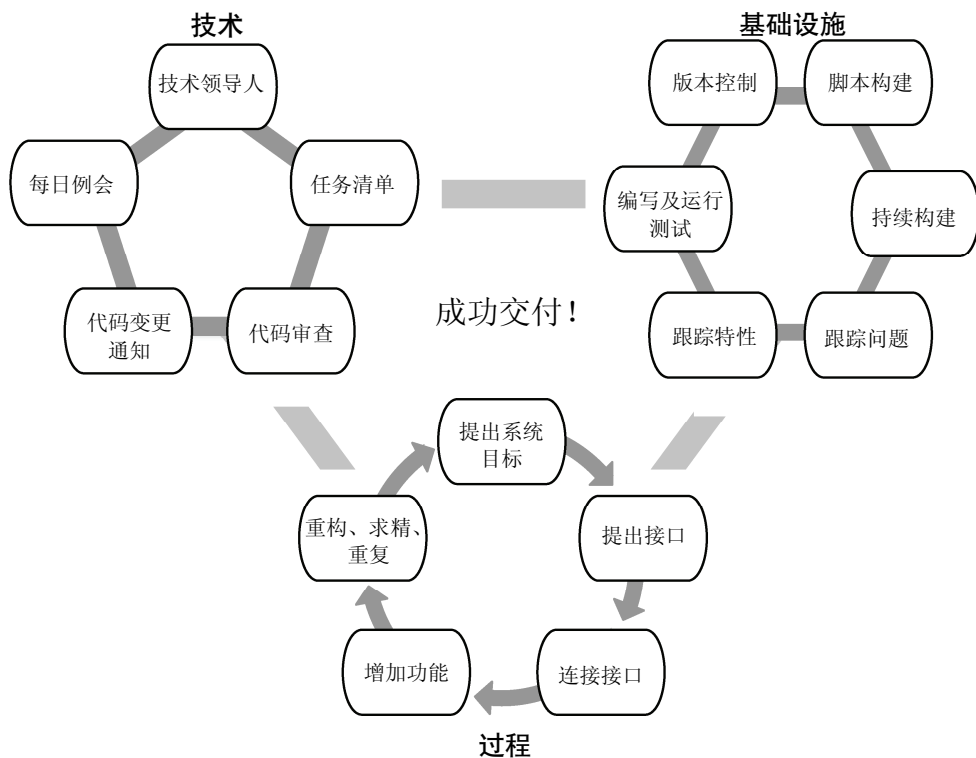 技术
技术领导人
每日例会
任务清单
代码变更
通知
代码审查
基础设施
版本控制
脚本构建
编写及运行
测试
持续构建
跟踪特性
跟踪问题
成功交付!
提出系统
目标
重构、求精、
重复
提出接口
增加功能
连接接口
过程